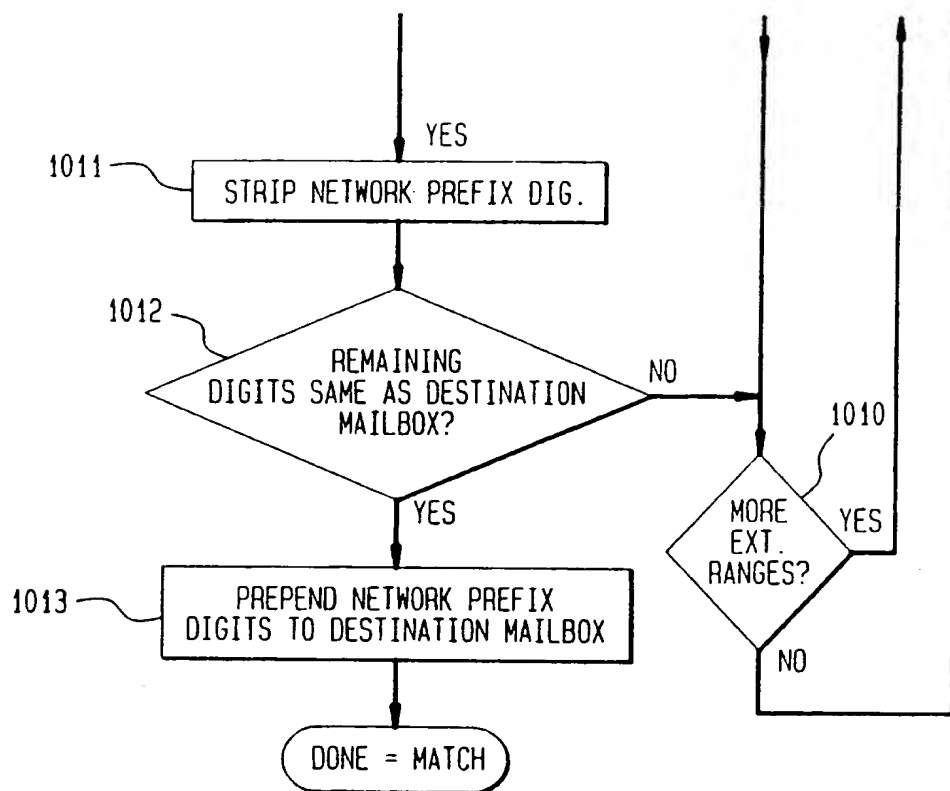 YES
1011
STRIP NETWORK PREFIX DIG.
1012
REMAINING
DIGITS SAME AS DESTINATION
MAILBOX?
NO
1010
MORE
EXT.
RANGES?
YES
YES
NO
1013
PREPEND NETWORK PREFIX
DIGITS TO DESTINATION MAILBOX
DONE = MATCH